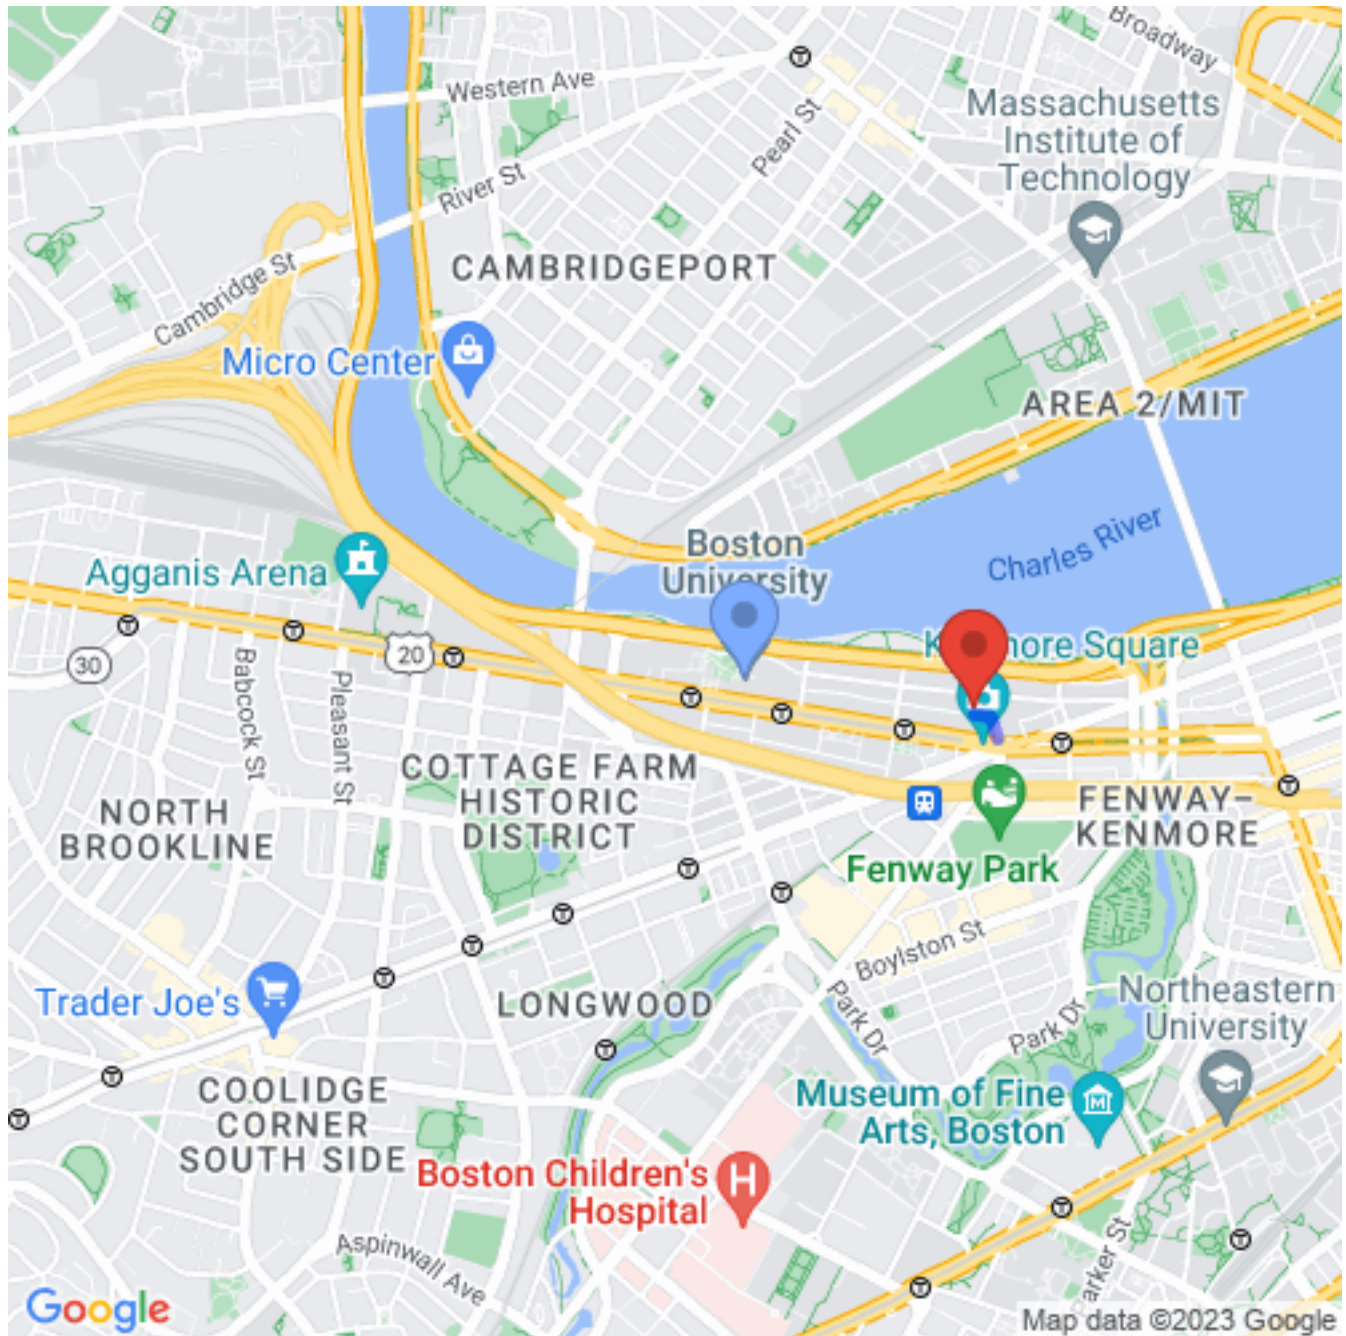 Broadway
Western Ave
Massachusetts
Institute of
Technology
Pearl St
River St
CAMBRIDGEPORT
Cambridge St
Micro Center
AREA 2/MIT
Boston
University
Charles River
Agganis Arena
Square
20
30
Babcock St
Pleasant St
COTTAGE FARM
HISTORIC
DISTRICT
NORTH
BROOKLINE
FENWAY–
KENMORE
Fenway Park
Boylston St
Trader Joe's
LONGWOOD
Park Dr
Park Dr
Northeastern
University
COOLIDGE
CORNER
SOUTH SIDE
Museum of Fine
Arts, Boston
Boston Children's
Hospital
Aspinwall Ave
Google
Map data ©2023 Google